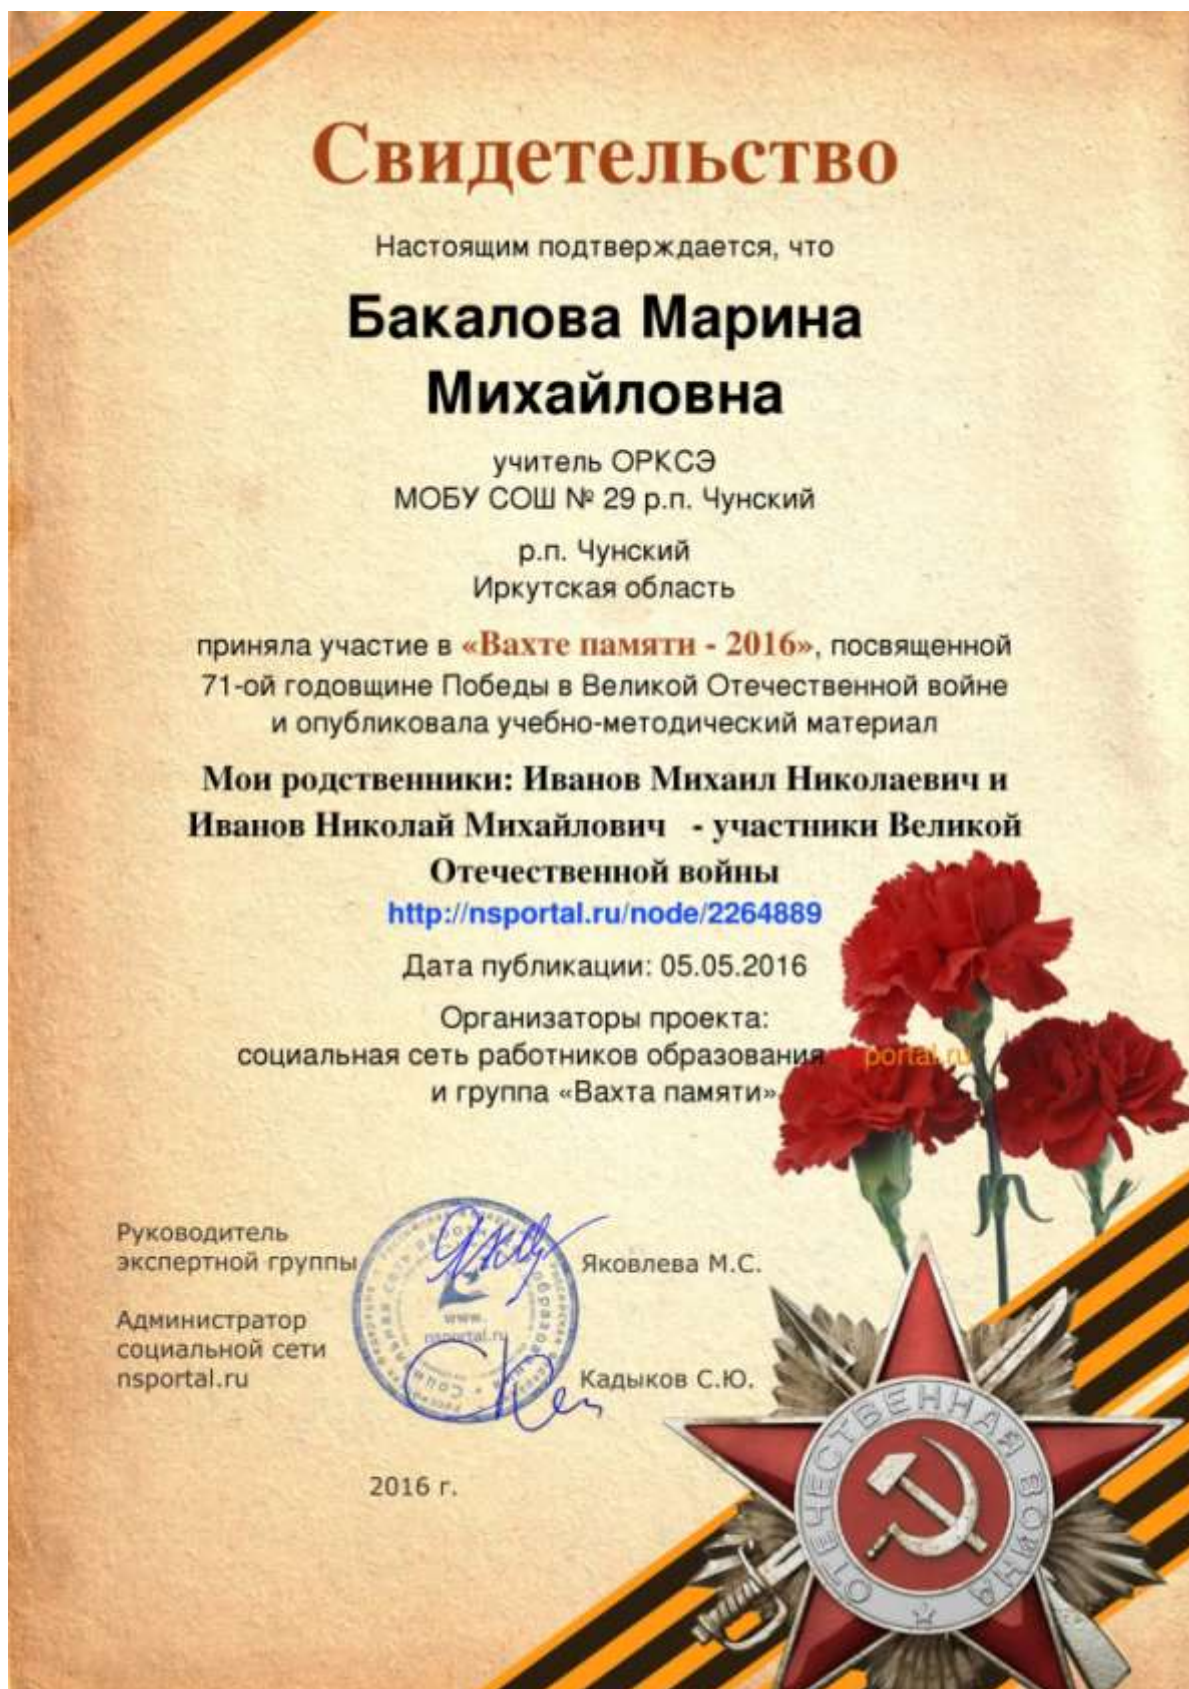 Свидетельство
Настоящим подтверждается, что
Бакалова Марина
Михайловна
учитель ОРКСЭ
МОБУ СОШ № 29 р.п. Чунский
р.п. Чунский
Иркутская область
приняла участие в «Вахте памяти - 2016», посвященной
71-ой годовщине Победы в Великой Отечественной войне
и опубликовала учебно-методический материал
Мои родственники: Иванов Михаил Николаевич и
Иванов Николай Михайлович - участники Великой
Отечественной войны
http://nsportal.ru/node/2264889
Дата публикации: 05.05.2016
Организаторы проекта:
социальная сеть работников образования portal.ru
и группа «Вахта памяти»
Руководитель
экспертной группы
Яковлева М.С.
Администратор
социальной сети
nsportal.ru
Кадыков С.Ю.
www.
nsportal.ru
2016 г.
ОТЕЧЕСТВЕННАЯ ВОЙНА